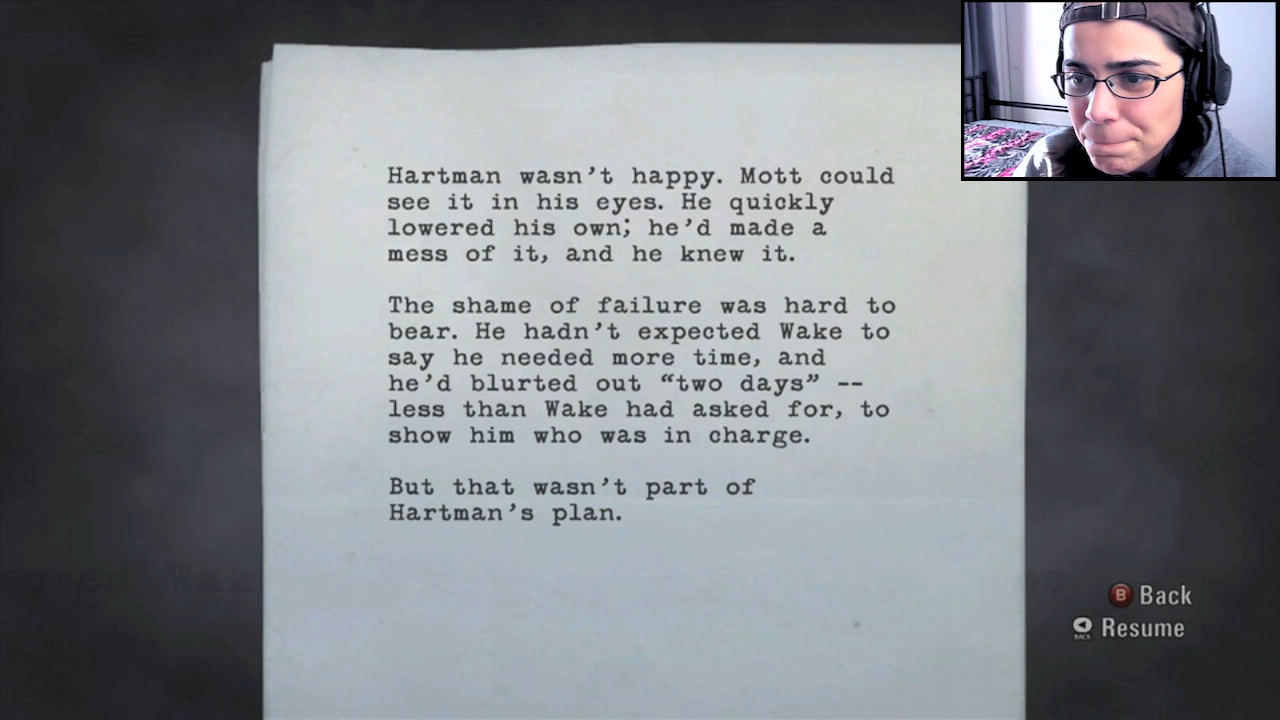 Hartman wasn't happy. Mott could
see it in his eyes. He quickly
lowered his own; he'd made a
mess of it, and he knew it.
The shame of failure was hard to
bear. He hadn't expected Wake to
say he needed more time, and
he'd blurted out “two days” --
less than Wake had asked for, to
show him who was in charge.
But that wasn't part of
Hartman's plan.
B Back
BACK Resume